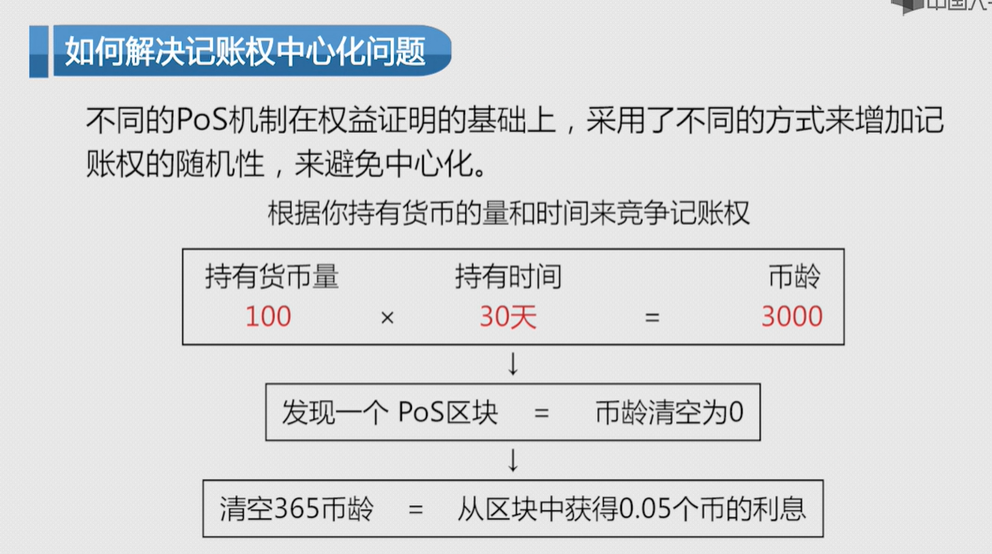 中国大学
如何解决记账权中心化问题
不同的PoS机制在权益证明的基础上，采用了不同的方式来增加记
账权的随机性，来避免中心化。
根据你持有货币的量和时间来竞争记账权
持有货币量 持有时间 币龄
100 × 30天 = 3000
↓
发现一个 PoS区块 = 币龄清空为0
↓
清空365币龄 = 从区块中获得0.05个币的利息